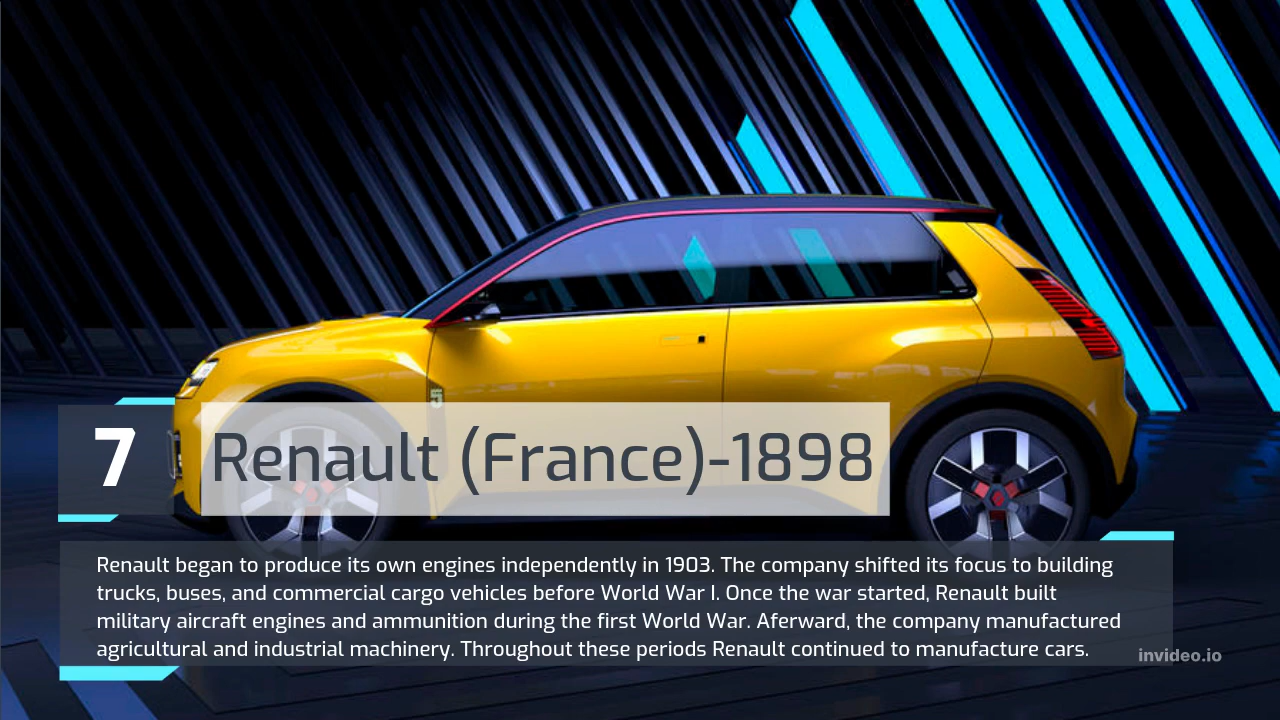 5
7
Renault (France)-1898
Renault began to produce its own engines independently in 1903. The company shifted its focus to building
trucks, buses, and commercial cargo vehicles before World War I. Once the war started, Renault built
military aircraft engines and ammunition during the first World War. Aferward, the company manufactured
agricultural and industrial machinery. Throughout these periods Renault continued to manufacture cars.
invideo.io